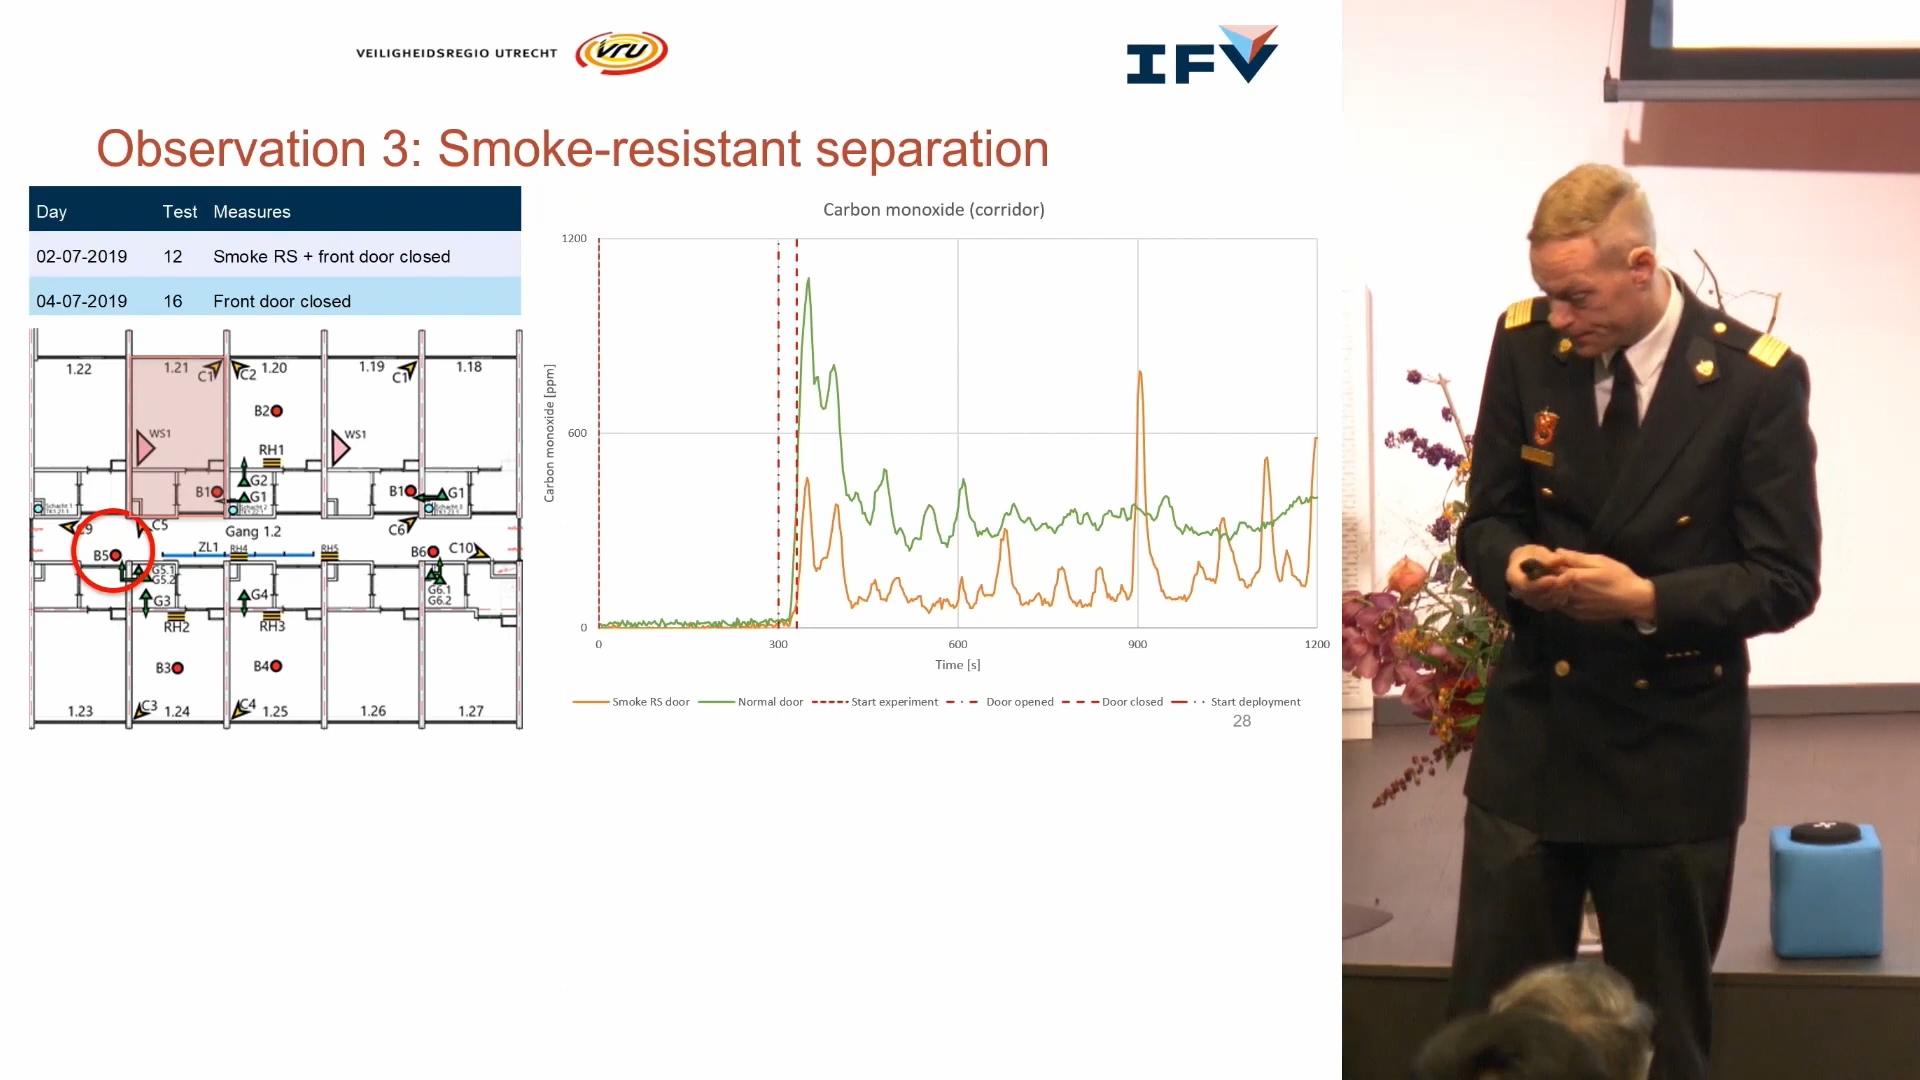 VEILIGHEIDSREGIO UTRECHT
vru
IFV
Observation 3: Smoke-resistant separation
Day Test Measures
02-07-2019 12 Smoke RS + front door closed
04-07-2019 16 Front door closed
1.22 1.21 C1 C2 1.20 1.19 C1 1.18
B2
WS1 WS1
RH1
G2
B1 G1 B1 G1
C9 C5 Gang 1.2 C6
B5 ZL1 RH4 RH5 B6 C10
G5.1
G5.2
G3 G4 G6.1
G6.2
RH2 RH3
B3 B4
1.23 C3 1.24 C4 1.25 1.26 1.27
Carbon monoxide (corridor)
Carbon monoxide [ppm]
1200
600
0
0 300 600 900 1200
Time [s]
Smoke RS door Normal door Start experiment Door opened Door closed Start deployment
28